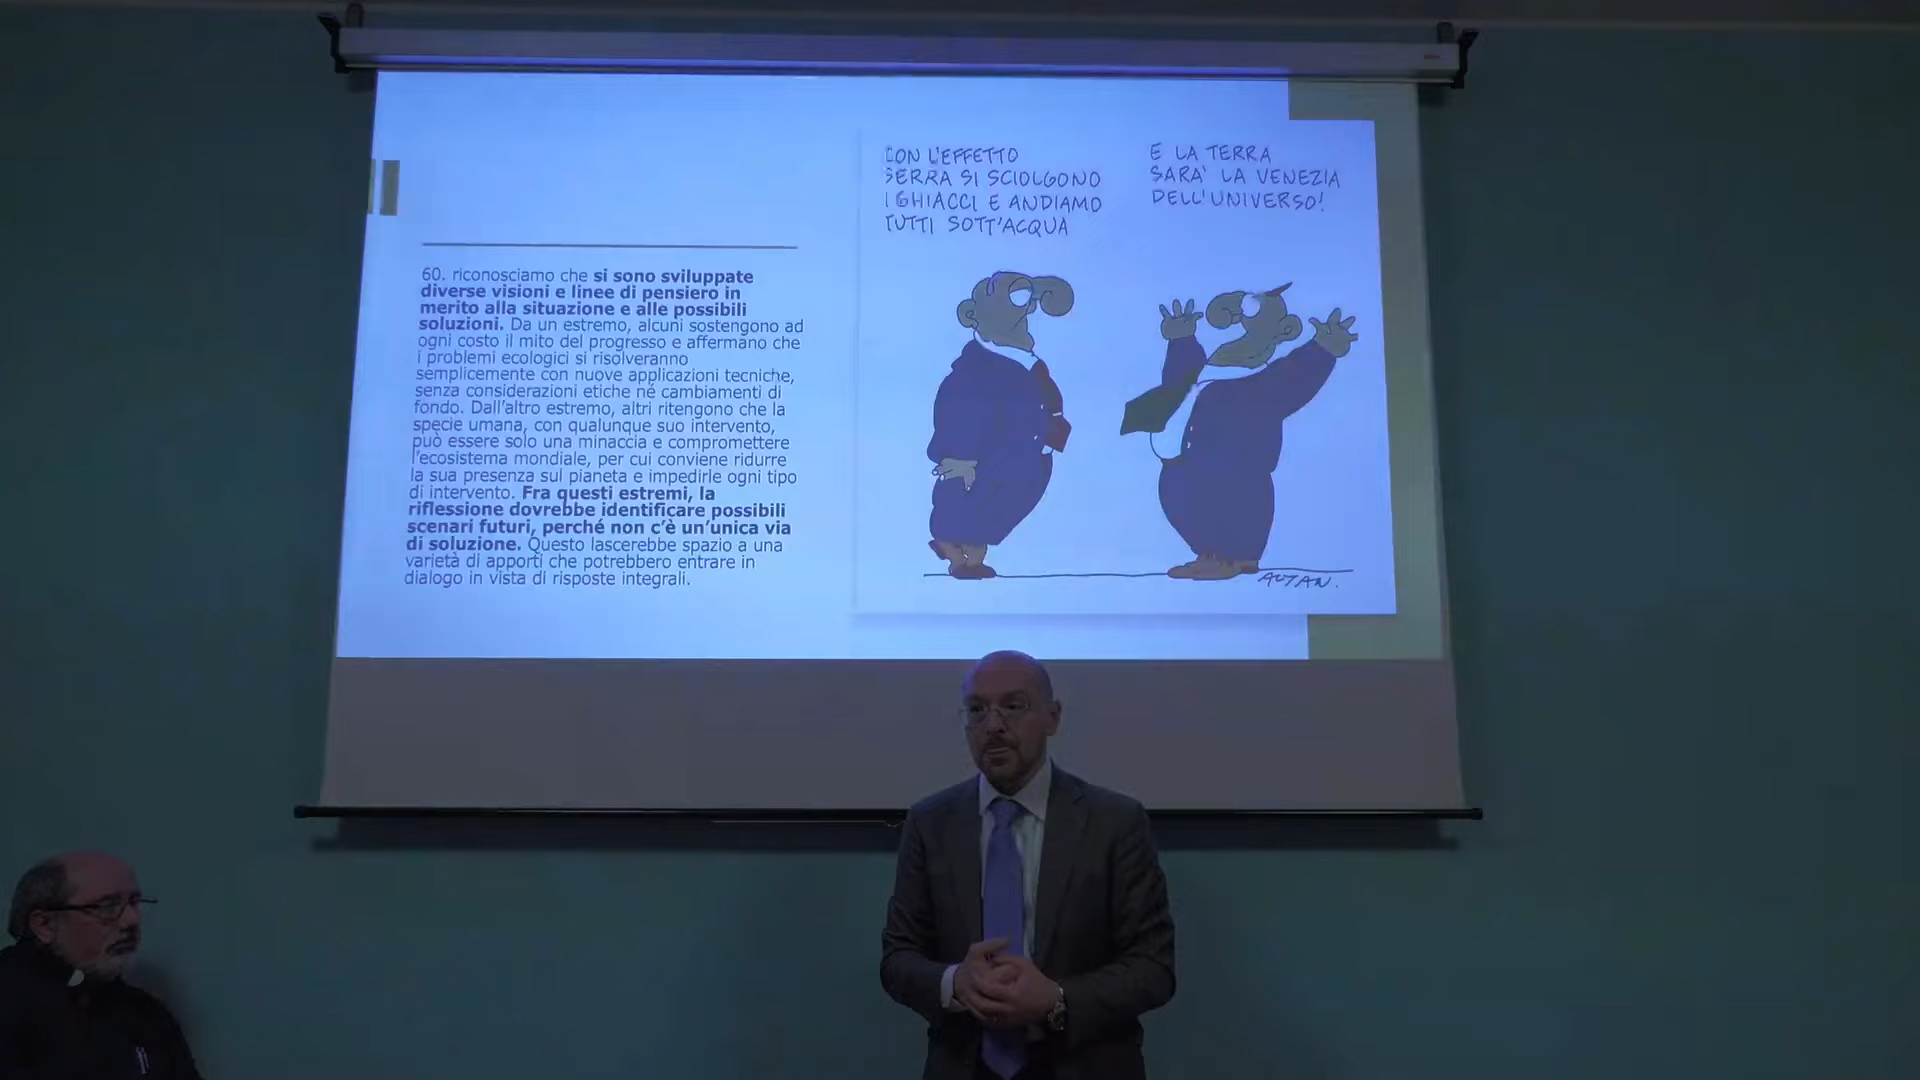 60. riconosciamo che si sono sviluppate
diverse visioni e linee di pensiero in
merito alla situazione e alle possibili
soluzioni. Da un estremo, alcuni sostengono ad
ogni costo il mito del progresso e affermano che
i problemi ecologici si risolveranno
semplicemente con nuove applicazioni tecniche,
senza considerazioni etiche né cambiamenti di
fondo. Dall'altro estremo, altri ritengono che la
specie umana, con qualunque suo intervento,
può essere solo una minaccia e compromettere
l'ecosistema mondiale, per cui conviene ridurre
la sua presenza sul pianeta e impedirle ogni tipo
di intervento. Fra questi estremi, la
riflessione dovrebbe identificare possibili
scenari futuri, perché non c'è un'unica via
di soluzione. Questo lascerebbe spazio a una
varietà di apporti che potrebbero entrare in
dialogo in vista di risposte integrali.
CON L'EFFETTO
SERRA SI SCIOLGONO
I GHIACCI E ANDIAMO
TUTTI SOTT'ACQUA
E LA TERRA
SARA' LA VENEZIA
DELL'UNIVERSO!
ALTAN.